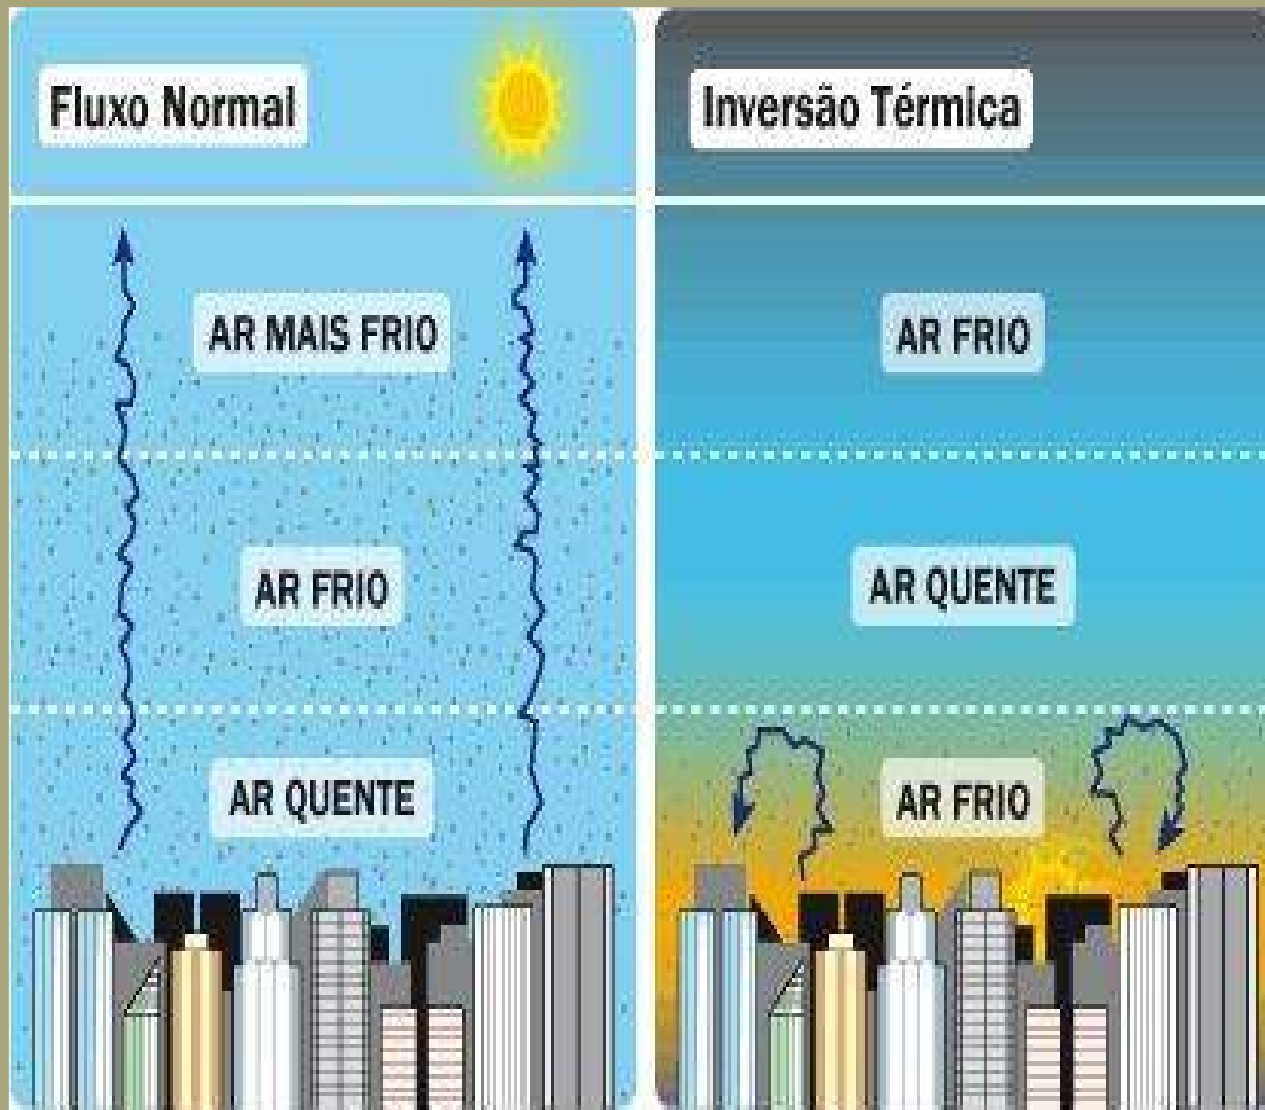 Fluxo Normal
AR MAIS FRIO
AR FRIO
AR QUENTE
Inversão Térmica
AR FRIO
AR QUENTE
AR FRIO